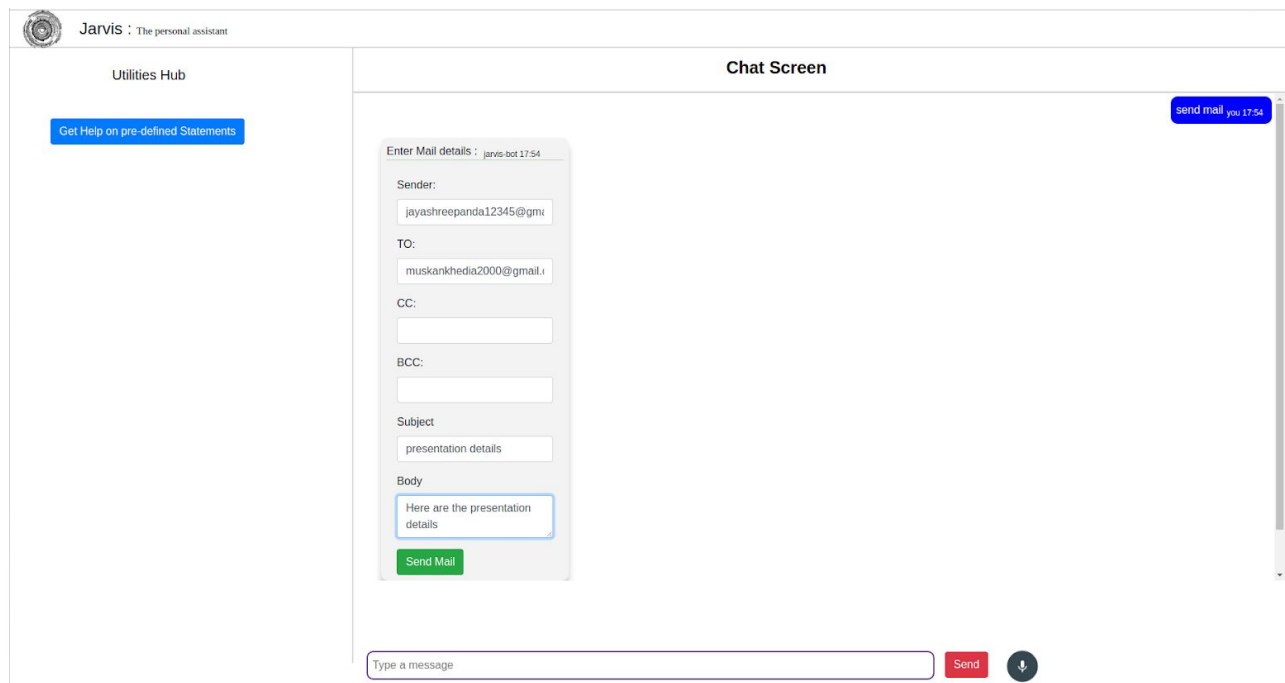 Jarvis : The personal assistant
Utilities Hub
Get Help on pre-defined Statements
Chat Screen
send mail you 17:54
Enter Mail details : jarvis-bot 17:54
Sender:
jayashreepanda12345@gma
TO:
muskankhedia2000@gmail.
CC:
BCC:
Subject
presentation details
Body
Here are the presentation
details
Send Mail
Type a message
Send